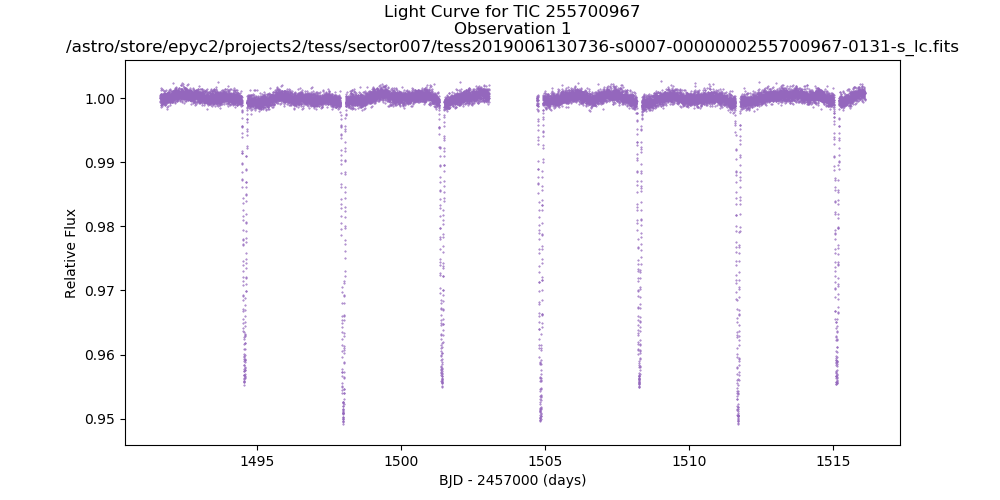 Light Curve for TIC 255700967
Observation 1
/astro/store/epyc2/projects2/tess/sector007/tess2019006130736-s0007-0000000255700967-0131-s_lc.fits
1.00
0.99
0.98
0.97
0.96
0.95
Relative Flux
1495
1500
1505
1510
1515
BJD - 2457000 (days)